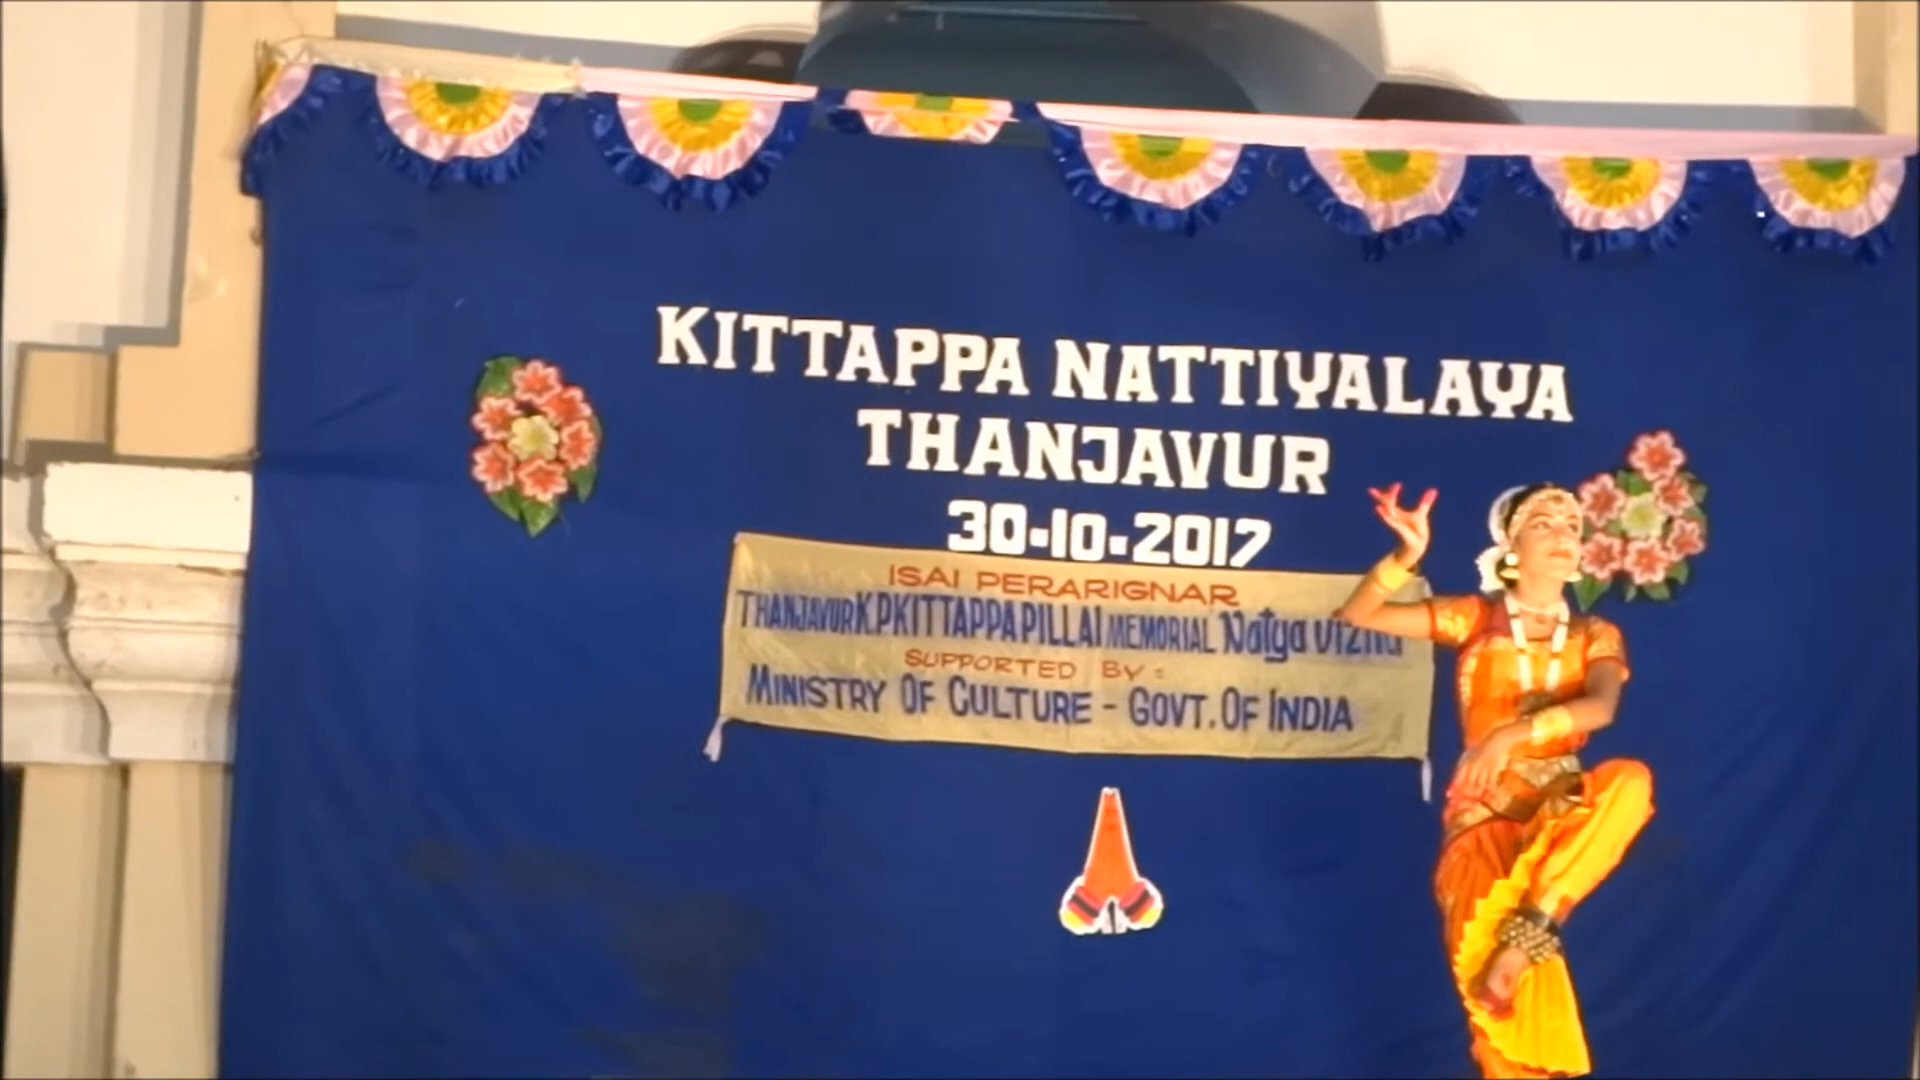 KITTAPPA NATTIYALAYA
THANJAVUR
30-10-2017
ISAI PERARIGNAR
THANJAVUR K.P.KITTAPPA PILLAI MEMORIAL Natya
SUPPORTED BY :
MINISTRY OF CULTURE - GOVT. OF INDIA